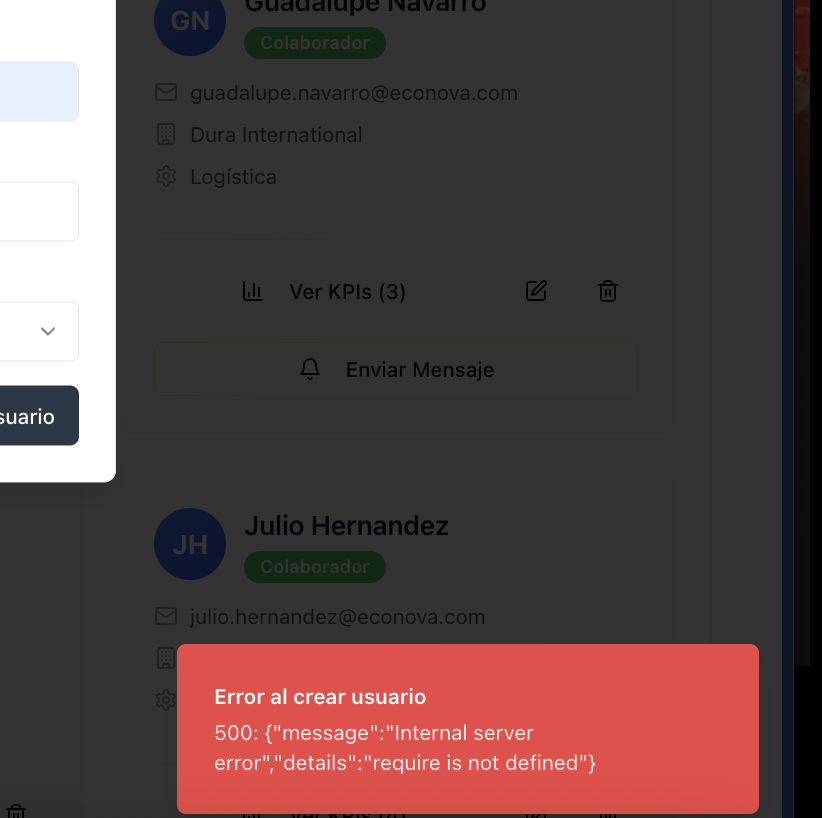 GN
Guadalupe Navarro
Colaborador
guadalupe.navarro@econova.com
Dura International
Logística
Ver KPIs (3)
Enviar Mensaje
suario
JH
Julio Hernandez
Colaborador
julio.hernandez@econova.com
Error al crear usuario
500: {"message":"Internal server
error","details":"require is not defined"}